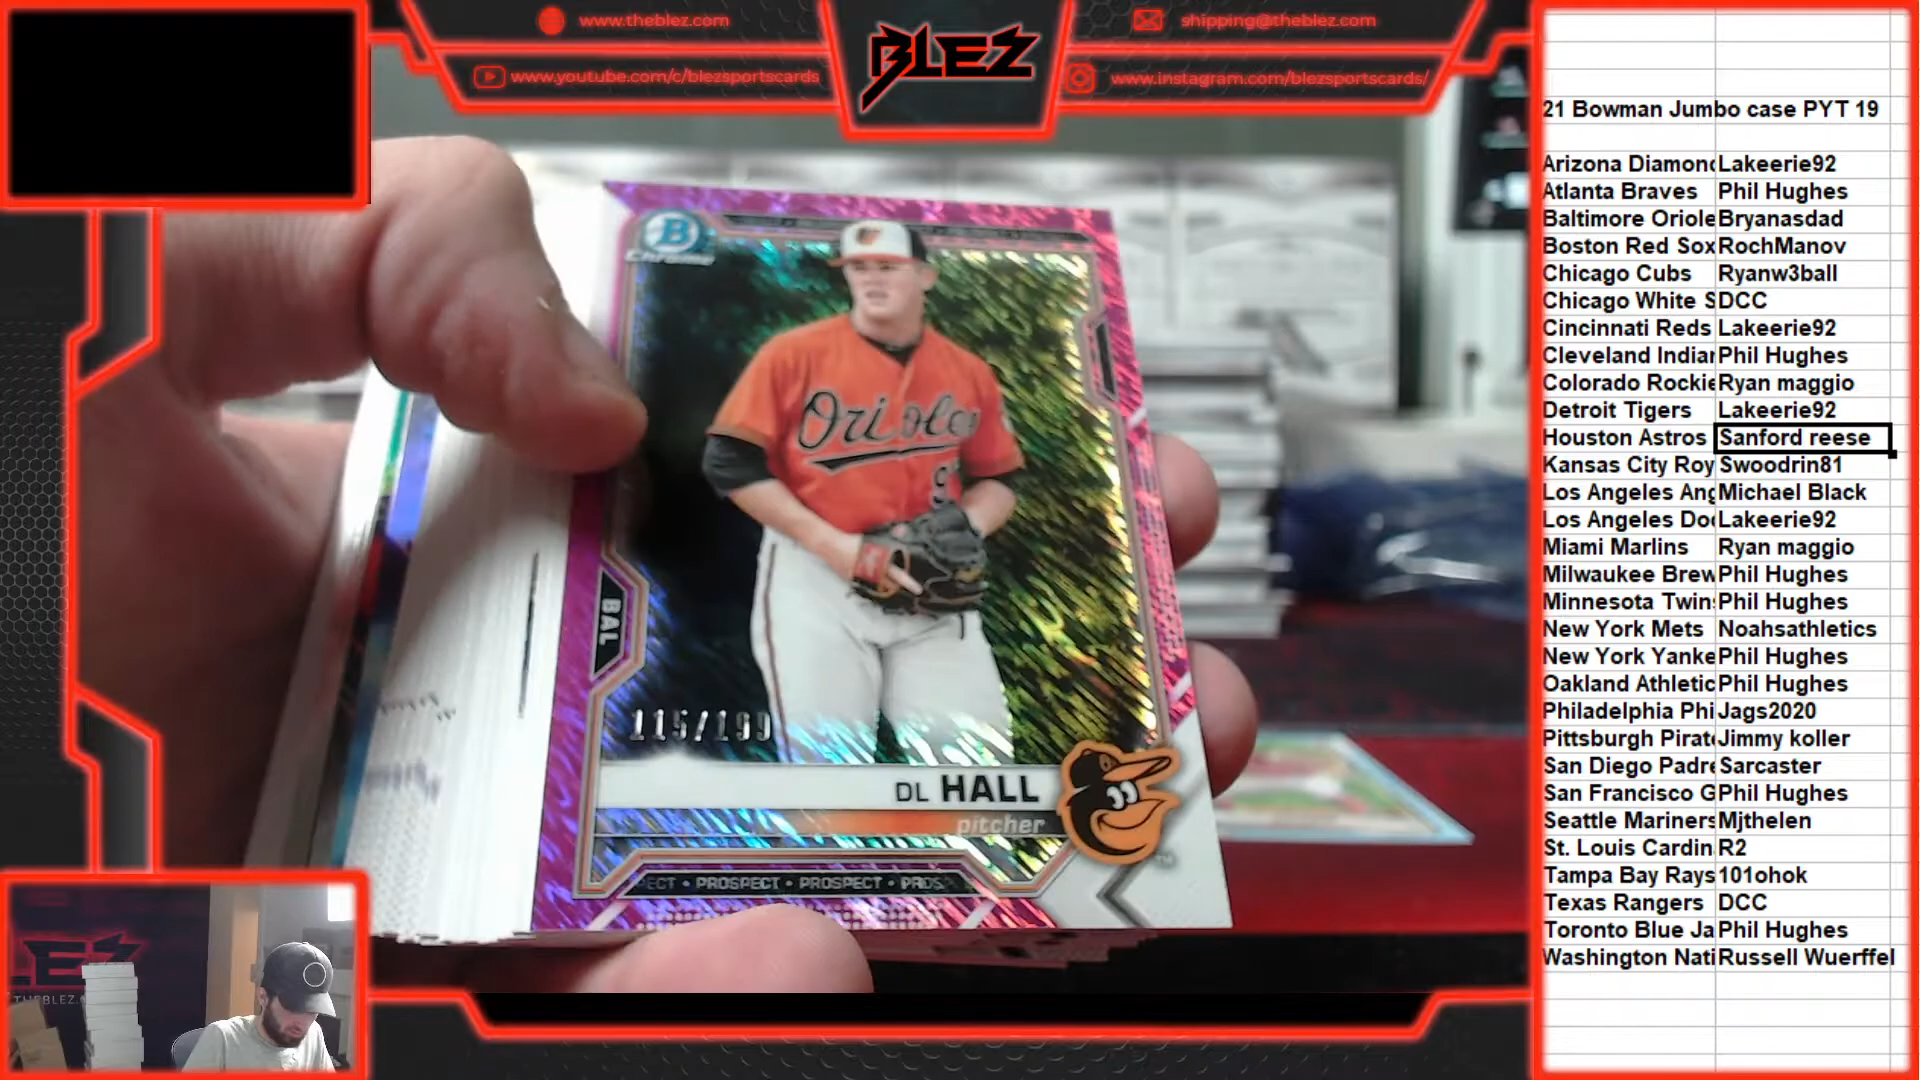 www.theblez.com
www.youtube.com/c/blezsportscards
BLEZ
shipping@theblez.com
www.instagram.com/blezsportscards/
B
Chrome
Orioles
BAL
115/199
DL HALL
pitcher
PROSPECT • PROSPECT
THEBLEZ.
21 Bowman Jumbo case PYT 19
Arizona Diamond Lakeerie92
Atlanta Braves Phil Hughes
Baltimore Oriole Bryanasdad
Boston Red Sox RochManov
Chicago Cubs Ryanw3ball
Chicago White S DCC
Cincinnati Reds Lakeerie92
Cleveland Indian Phil Hughes
Colorado Rockie Ryan maggio
Detroit Tigers Lakeerie92
Houston Astros Sanford reese
Kansas City Roy Swoodrin81
Los Angeles Ang Michael Black
Los Angeles Dod Lakeerie92
Miami Marlins Ryan maggio
Milwaukee Brew Phil Hughes
Minnesota Twins Phil Hughes
New York Mets Noahsathletics
New York Yanke Phil Hughes
Oakland Athletic Phil Hughes
Philadelphia Phi Jags2020
Pittsburgh Pirate Jimmy koller
San Diego Padre Sarcaster
San Francisco G Phil Hughes
Seattle Mariners Mjthelen
St. Louis Cardin R2
Tampa Bay Rays 101ohok
Texas Rangers DCC
Toronto Blue Ja Phil Hughes
Washington Nati Russell Wuerffel